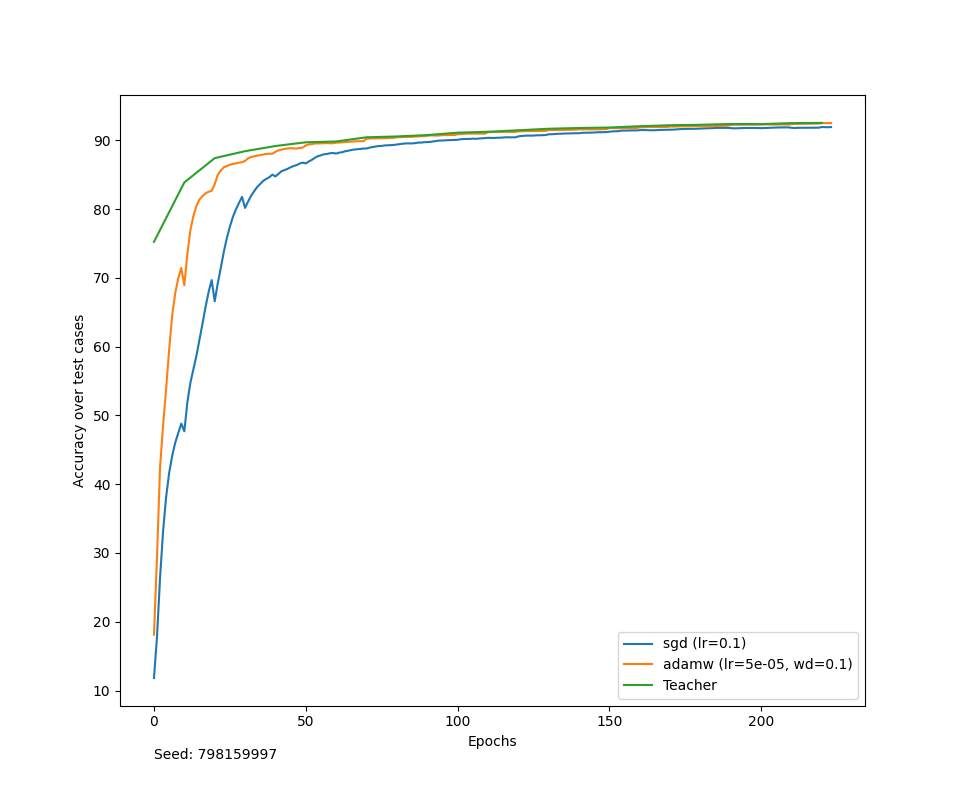 90
80
70
60
50
40
30
20
10
Accuracy over test cases
sgd (lr=0.1)
adamw (lr=5e-05, wd=0.1)
Teacher
0 50 100 150 200
Epochs
Seed: 798159997